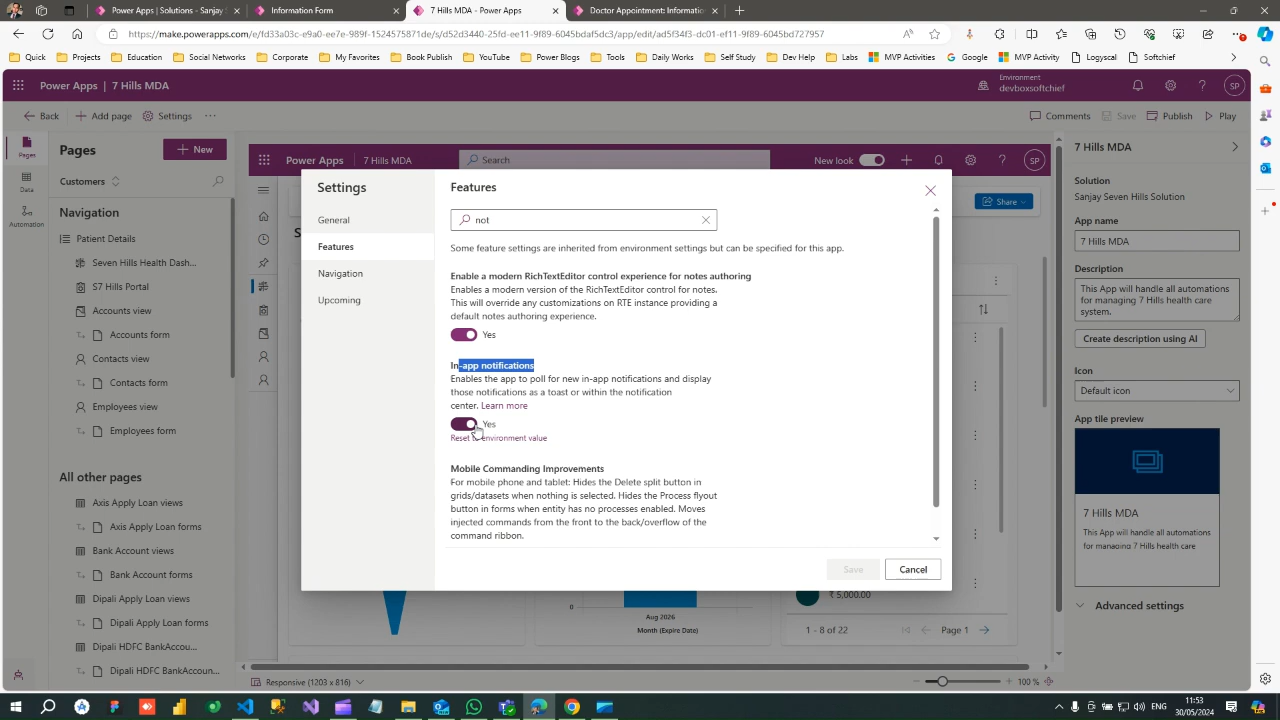 Power Apps | Solutions - Sanjay
Information Form
7 Hills MDA - Power Apps
Doctor Appointment: Informatio
https://make.powerapps.com/e/fd33a03c-e9a0-ee7e-989f-1524575871de/s/d52d3440-25fd-ee11-9f89-6045bdaf5dc3/app/edit/ad5f34f3-dc01-ef11-9f89-6045bd727957
Quick
Projects
Education
Social Networks
Corporate
My Favorites
Book Publish
YouTube
Power Blogs
Tools
Daily Works
Self Study
Dev Help
Labs
MVP Activities
Google
MVP Activity
Logyscal
Softchief
Power Apps | 7 Hills MDA
Environment
devboxsoftchief
SP
Back
Add page
Settings
Comments
Save
Publish
Play
Pages
Data
Automation
Pages
New
Customers
Navigation
Patient Details
Seven Hills Health Dash...
S7 Hills Portal
Accounts view
Accounts form
Contacts view
Contacts form
Employees view
Employees form
All other pages
Axis Apply Loan views
Axis Apply Loan forms
Bank Account views
Bank Account forms
Dipali Apply Loan views
Dipali Apply Loan forms
Dipali HDFC BankAccou...
Dipali HDFC BankAccoun...
Power Apps
7 Hills MDA
Search
New look
SP
Share
Settings
General
Features
Navigation
Upcoming
Features
not
Some feature settings are inherited from environment settings but can be specified for this app.
Enable a modern RichTextEditor control experience for notes authoring
Enables a modern version of the RichTextEditor control for notes.
This will override any customizations on RTE instance providing a
default notes authoring experience.
Yes
In-app notifications
Enables the app to poll for new in-app notifications and display
those notifications as a toast or within the notification
center. Learn more
Yes
Reset to environment value
Mobile Commanding Improvements
For mobile phone and tablet: Hides the Delete split button in
grids/datasets when nothing is selected. Hides the Process flyout
button in forms when entity has no processes enabled. Moves
injected commands from the front to the back/overflow of the
command ribbon.
Save
Cancel
0
Aug 2026
Month (Expire Date)
₹ 5,000.00
1 - 8 of 22
Page 1
Responsive (1203 x 816)
100 %
7 Hills MDA
Solution
Sanjay Seven Hills Solution
App name
7 Hills MDA
Description
This App will handle all automations
for managing 7 Hills health care
system.
Create description using AI
Icon
Default icon
App tile preview
7 Hills MDA
This App will handle all automations
for managing 7 Hills health care
Advanced settings
ENG
IN
11:53
30/05/2024